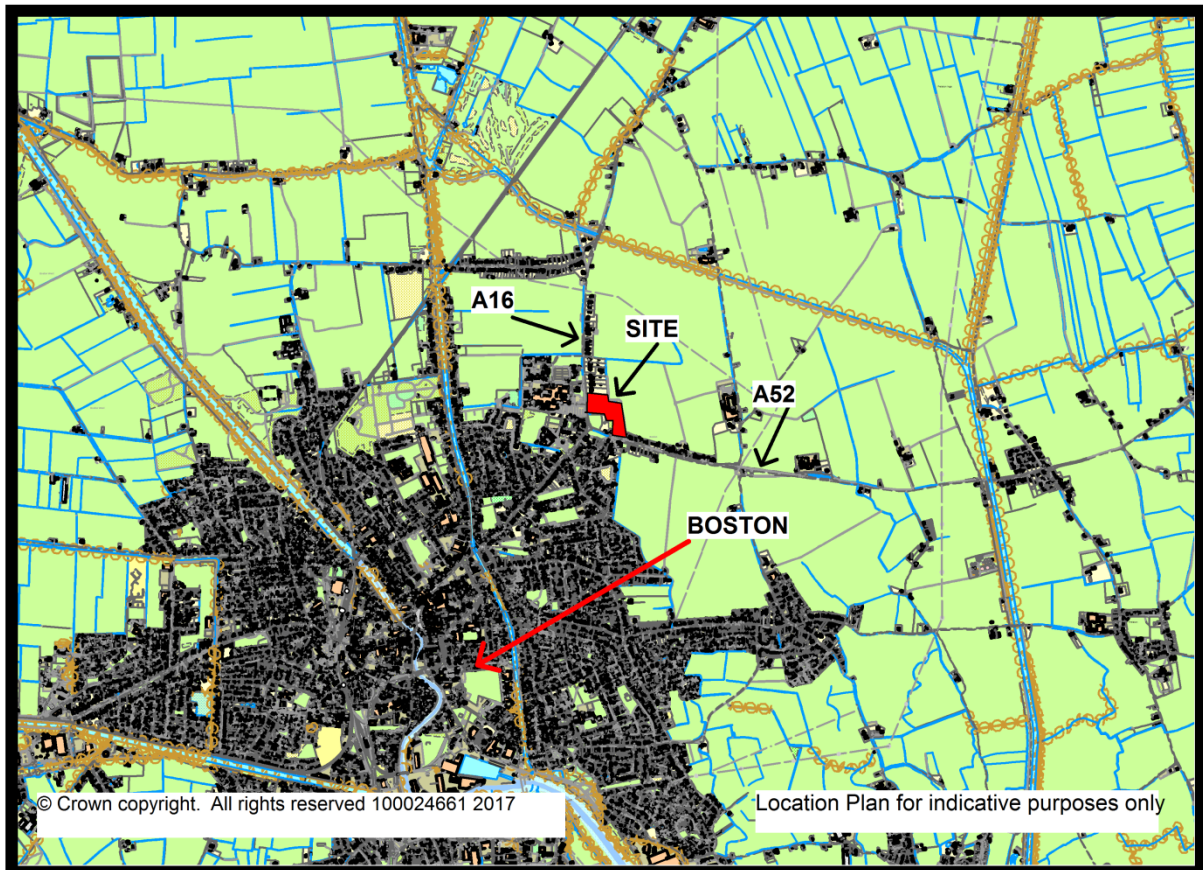 A16
SITE
A52
BOSTON
© Crown copyright. All rights reserved 100024661 2017
Location Plan for indicative purposes only